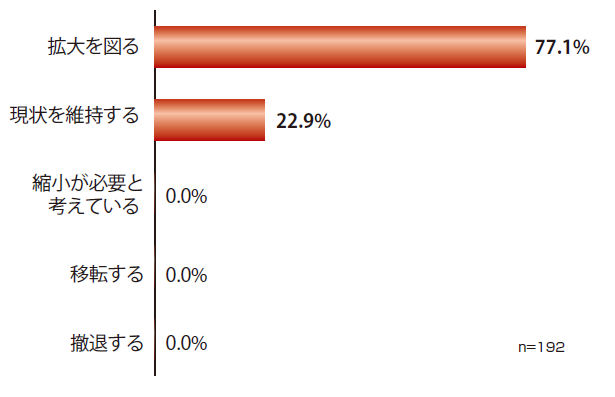 拡大を図る
77.1%
現状を維持する
22.9%
縮小が必要と
考えている
0.0%
移転する
0.0%
撤退する
0.0%
n=192